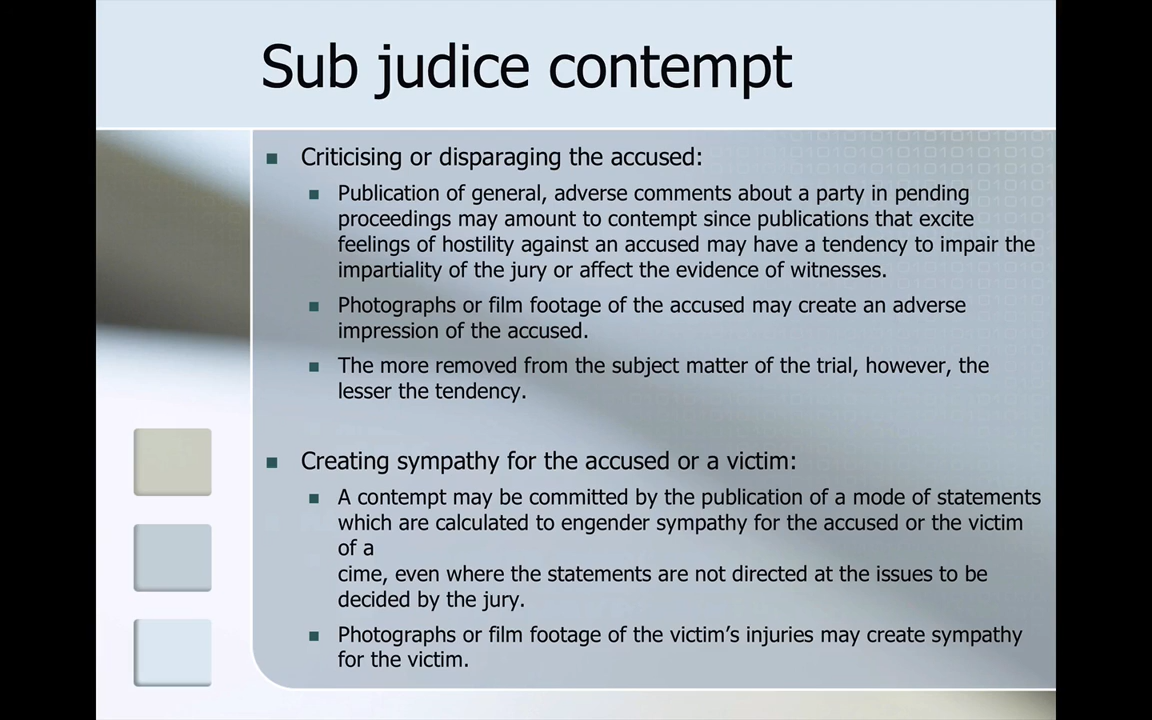 Sub judice contempt
Criticising or disparaging the accused:
Publication of general, adverse comments about a party in pending
proceedings may amount to contempt since publications that excite
feelings of hostility against an accused may have a tendency to impair the
impartiality of the jury or affect the evidence of witnesses.
Photographs or film footage of the accused may create an adverse
impression of the accused.
The more removed from the subject matter of the trial, however, the
lesser the tendency.
Creating sympathy for the accused or a victim:
A contempt may be committed by the publication of a mode of statements
which are calculated to engender sympathy for the accused or the victim
of a
cime, even where the statements are not directed at the issues to be
decided by the jury.
Photographs or film footage of the victim’s injuries may create sympathy
for the victim.